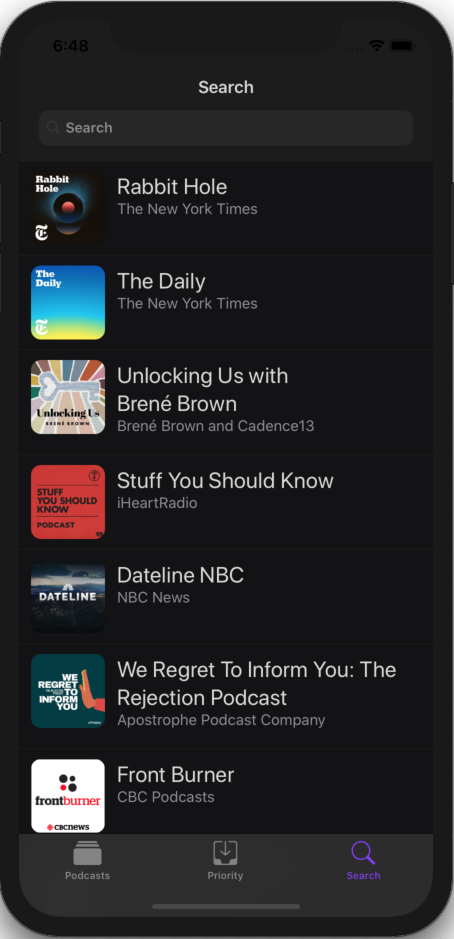 6:48
Search
Search
Rabbit
Hole
Rabbit Hole
The New York Times
The
Daily
The Daily
The New York Times
Unlocking Us
BRENÉ BROWN
Unlocking Us with
Brené Brown
Brené Brown and Cadence13
STUFF
YOU SHOULD
KNOW
PODCAST
Stuff You Should Know
iHeartRadio
DATELINE
Dateline NBC
NBC News
WE
REGRET
TO
INFORM
YOU
We Regret To Inform You: The
Rejection Podcast
Apostrophe Podcast Company
frontburner
CBCNEWS
Front Burner
CBC Podcasts
Podcasts
Priority
Search